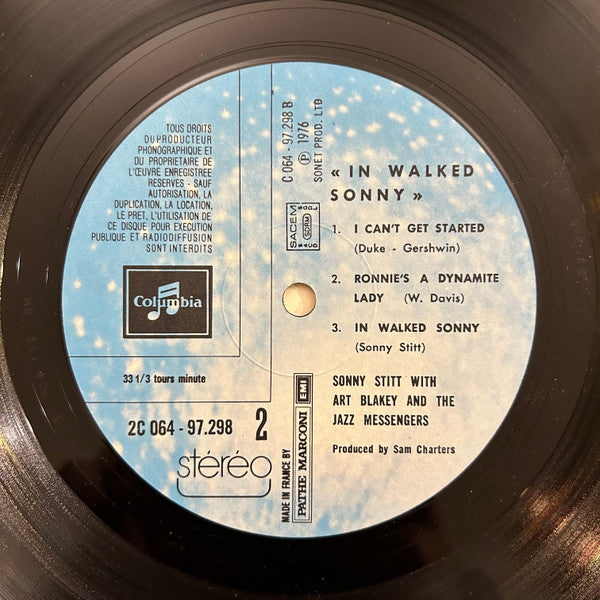 TOUS DROITS
DU PRODUCTEUR
PHONOGRAPHIQUE ET
DU PROPRIETAIRE DE
L'ŒUVRE ENREGISTREE
RESERVES - SAUF
AUTORISATION, LA
DUPLICATION, LA LOCATION,
LE PRET, L'UTILISATION DE
CE DISQUE POUR EXECUTION
PUBLIQUE ET RADIODIFFUSION
SONT INTERDITS
Columbia
33 1/3 tours minute
2C 064 - 97.298 2
stéréo
C 064 - 97.298 B
℗ 1976
SONET PROD. LTD
SACEM
SDRM
« IN WALKED
SONNY »
1. I CAN'T GET STARTED
(Duke - Gershwin)
2. RONNIE'S A DYNAMITE
LADY (W. Davis)
3. IN WALKED SONNY
(Sonny Stitt)
SONNY STITT WITH
ART BLAKEY AND THE
JAZZ MESSENGERS
Produced by Sam Charters
MADE IN FRANCE BY
PATHE MARCONI EMI